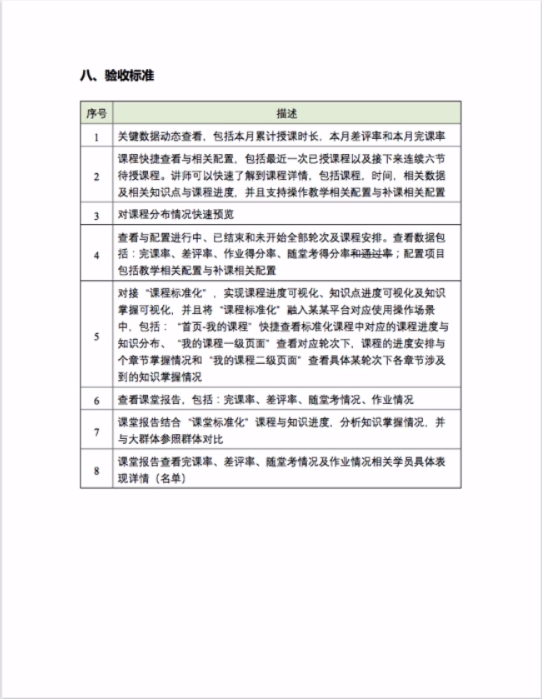 八、验收标准
序号 描述
1 关键数据动态查看,包括本月累计授课时长,本月差评率和本月完课率
2 课程快捷查看与相关配置,包括最近一次已授课程以及接下来连续六节
待授课程。讲师可以快速了解到课程详情,包括课程,时间,相关数据
及相关知识点与课程进度,并且支持操作教学相关配置与补课相关配置
3 对课程分布情况快速预览
4 查看与配置进行中、已结束和未开始全部轮次及课程安排。查看数据包
括:完课率、差评率、作业得分率、随堂考得分率和通过率;配置项目
包括教学相关配置与补课相关配置
5 对接“课程标准化”,实现课程进度可视化、知识点进度可视化及知识
掌握可视化,并且将“课程标准化”融入某某平台对应使用操作场景
中,包括:“首页-我的课程”快捷查看标准化课程中对应的课程进度与
知识分布、“我的课程一级页面”查看对应轮次下,课程的进度安排与
个章节掌握情况和“我的课程二级页面”查看具体某轮次下各章节涉及
到的知识掌握情况
6 查看课堂报告,包括:完课率、差评率、随堂考情况、作业情况
7 课堂报告结合“课堂标准化”课程与知识进度,分析知识掌握情况,并
与大群体参照群体对比
8 课堂报告查看完课率、差评率、随堂考情况及作业情况相关学员具体表
现详情(名单)